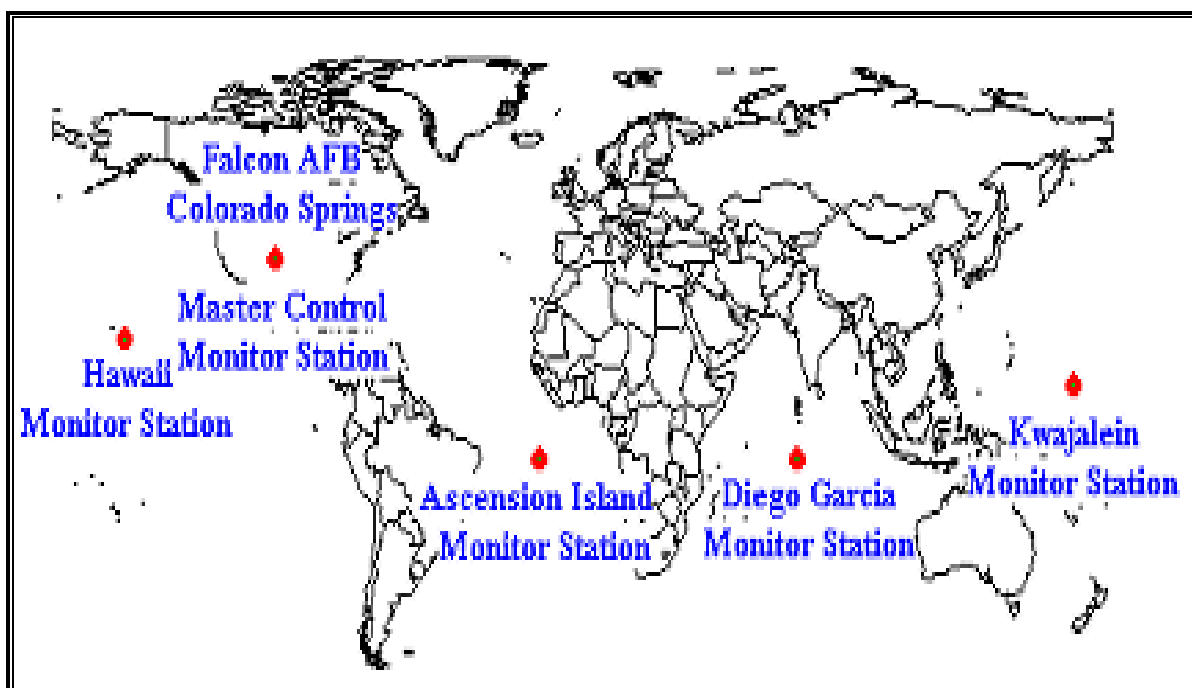 Falcon AFB
Colorado Springs
Master Control
Monitor Station
Hawaii
Monitor Station
Ascension Island
Monitor Station
Diego Garcia
Monitor Station
Kwajalein
Monitor Station